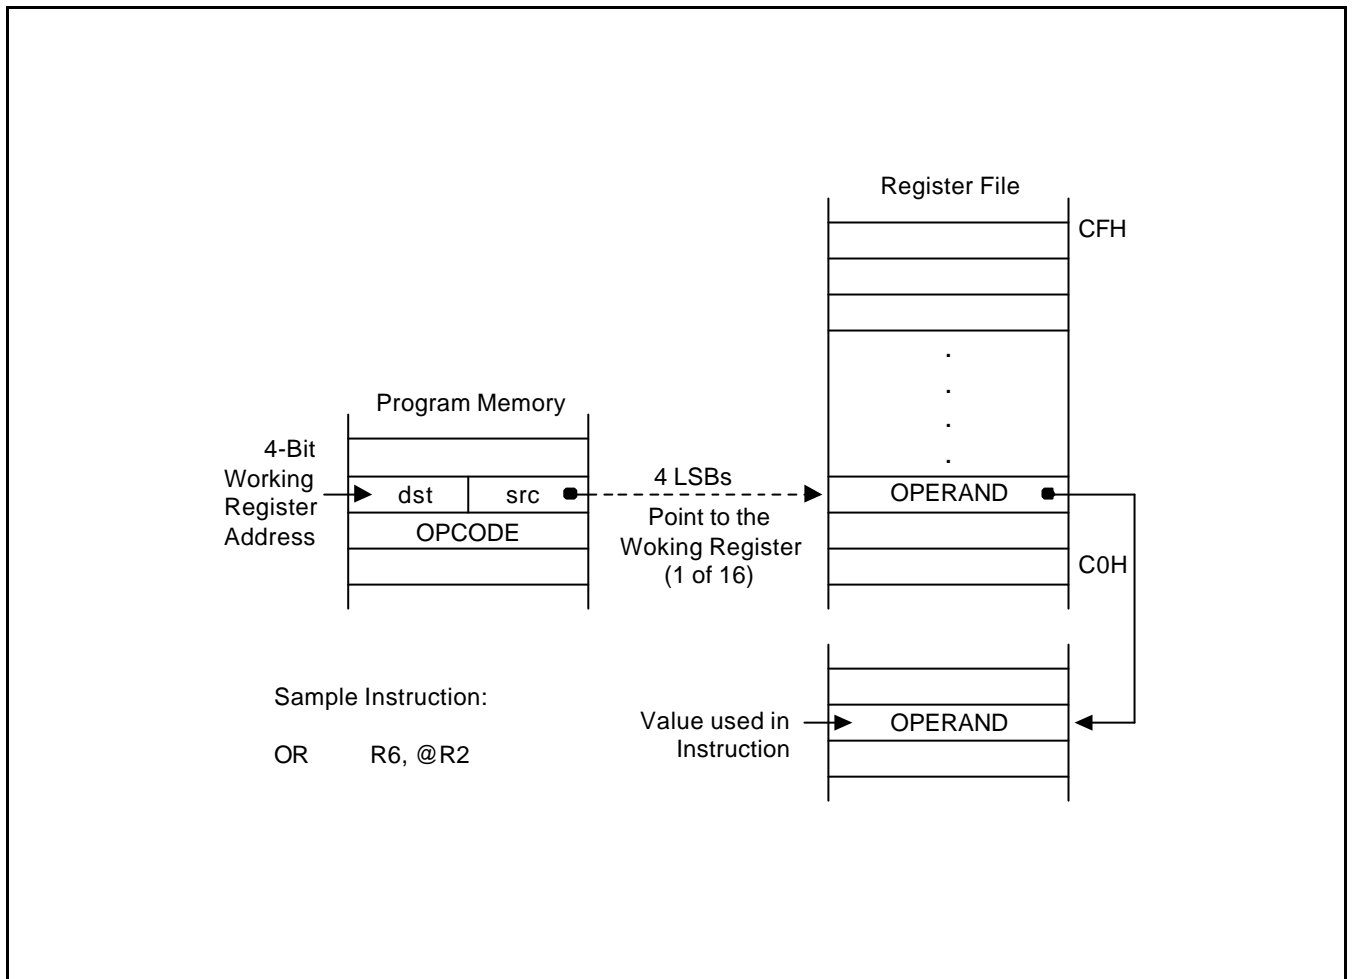 Register File
CFH
.
.
.
.
Program Memory
4-Bit
Working
Register
Address
dst src
OPCODE
4 LSBs
Point to the
Woking Register
(1 of 16)
OPERAND
C0H
Sample Instruction:
OR R6, @R2
Value used in
Instruction
OPERAND